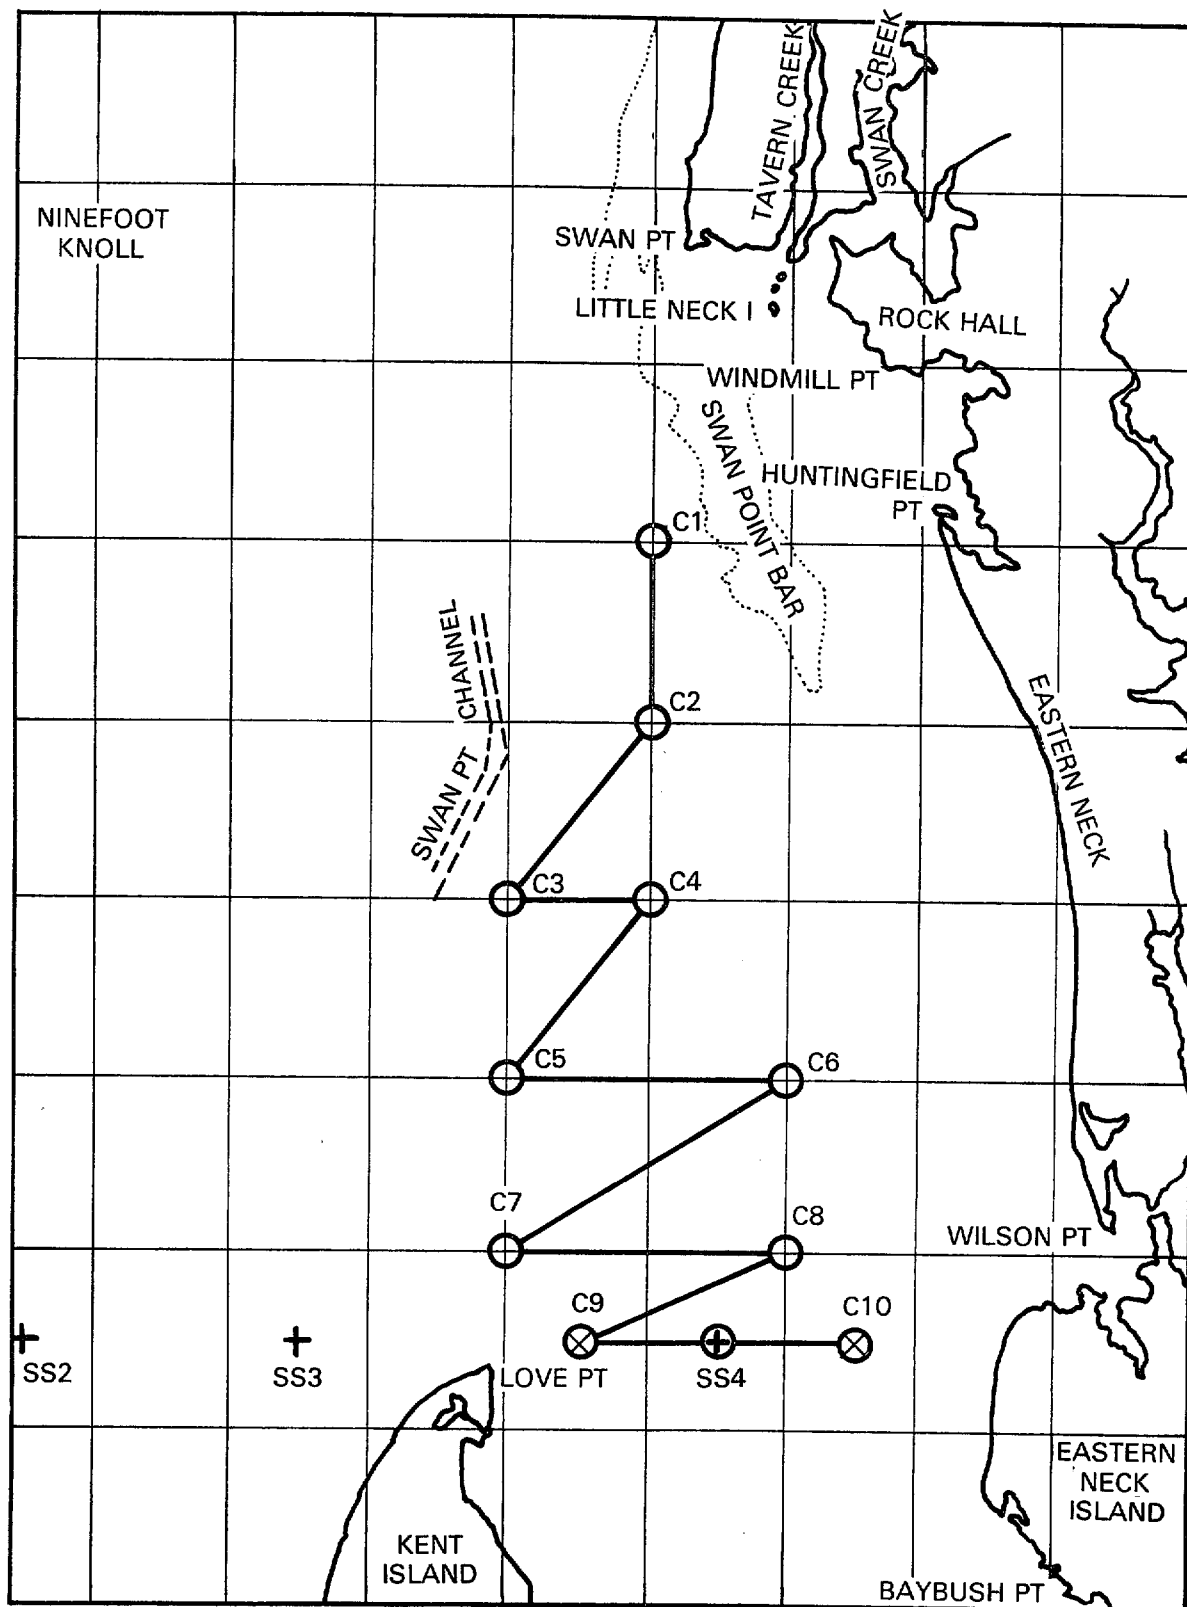 TAVERN CREEK
SWAN CREEK
NINEFOOT
KNOLL
SWAN PT
LITTLE NECK I
ROCK HALL
WINDMILL PT
SWAN POINT BAR
HUNTINGFIELD
PT
C1
CHANNEL
SWAN PT
C2
EASTERN NECK
C3
C4
C5
C6
C7
C8
WILSON PT
C9
C10
SS2
SS3
LOVE PT
SS4
EASTERN
NECK
ISLAND
KENT
ISLAND
BAYBUSH PT